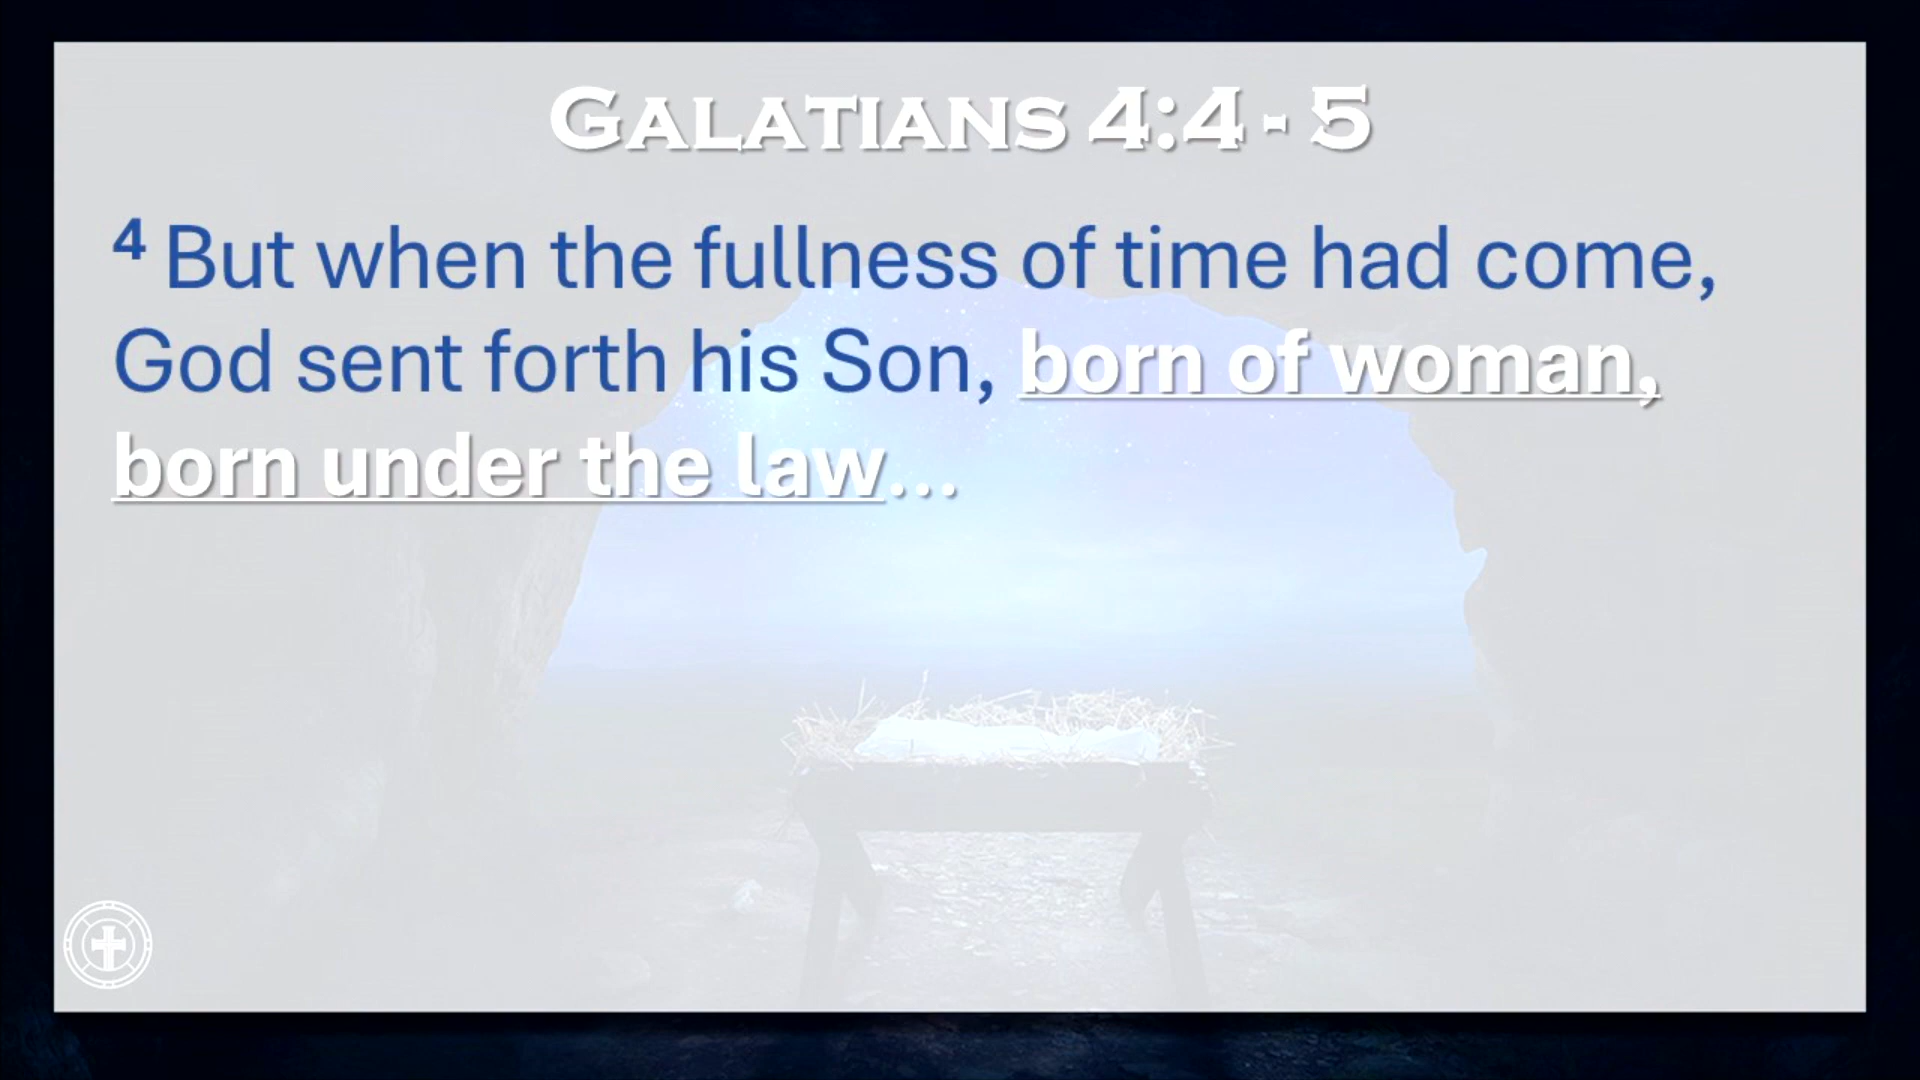 GALATIANS 4:4 - 5
4 But when the fullness of time had come,
God sent forth his Son, born of woman,
born under the law...